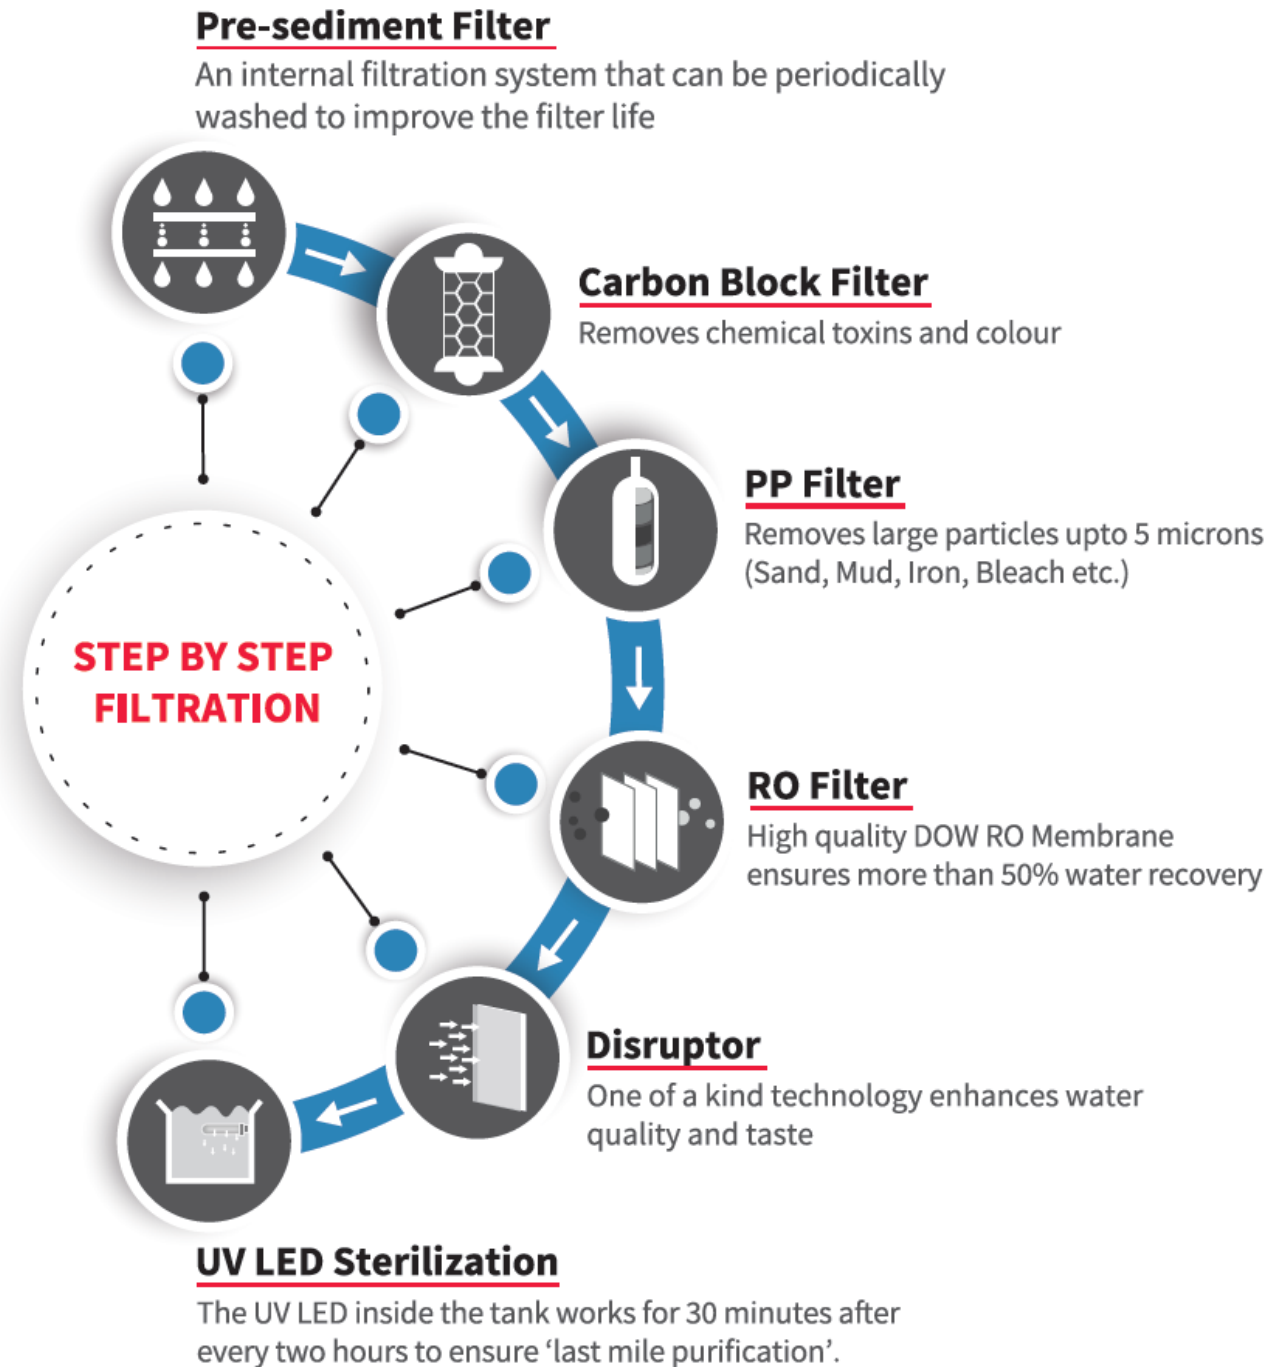 Pre-sediment Filter
An internal filtration system that can be periodically
washed to improve the filter life
Carbon Block Filter
Removes chemical toxins and colour
PP Filter
Removes large particles upto 5 microns
(Sand, Mud, Iron, Bleach etc.)
STEP BY STEP
FILTRATION
RO Filter
High quality DOW RO Membrane
ensures more than 50% water recovery
Disruptor
One of a kind technology enhances water
quality and taste
UV LED Sterilization
The UV LED inside the tank works for 30 minutes after
every two hours to ensure ‘last mile purification’.